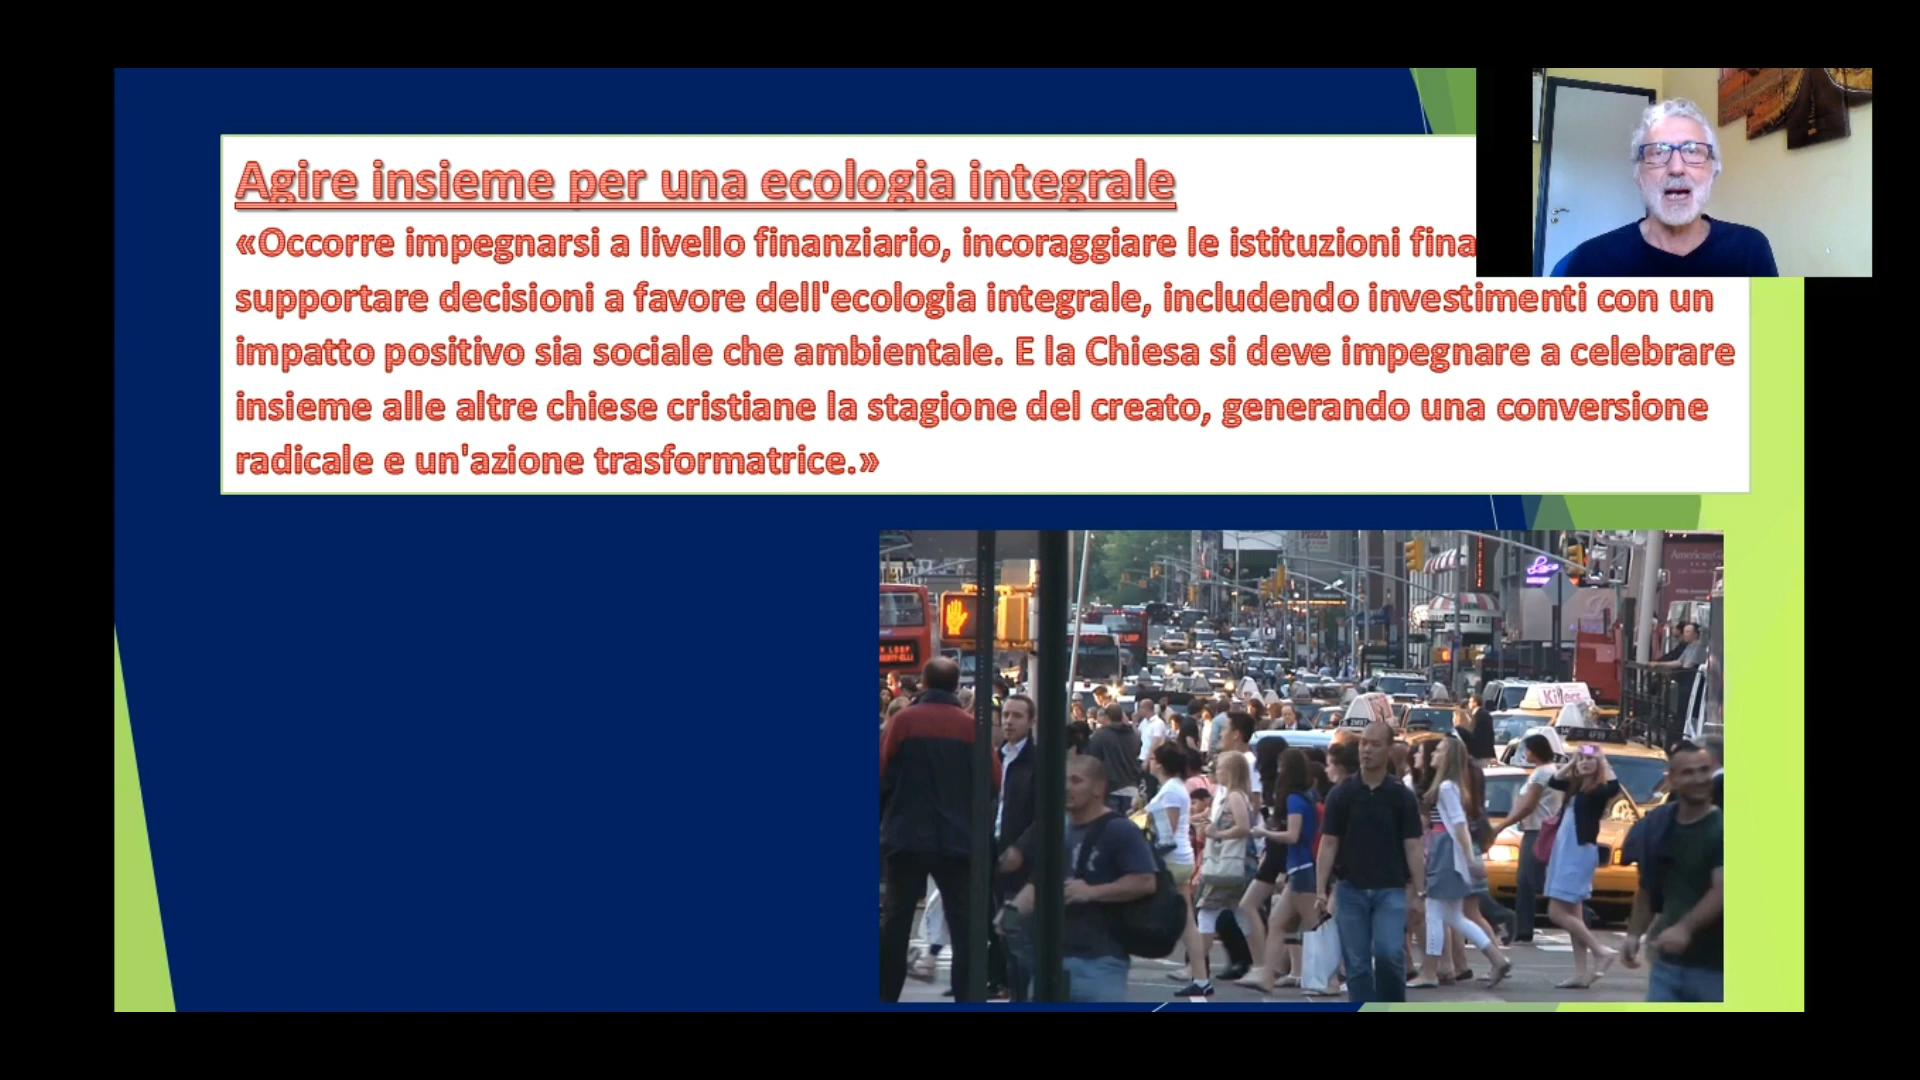 Agire insieme per una ecologia integrale
«Occorre impegnarsi a livello finanziario, incoraggiare le istituzioni fina
supportare decisioni a favore dell'ecologia integrale, includendo investimenti con un
impatto positivo sia sociale che ambientale. E la Chiesa si deve impegnare a celebrare
insieme alle altre chiese cristiane la stagione del creato, generando una conversione
radicale e un'azione trasformatrice.»